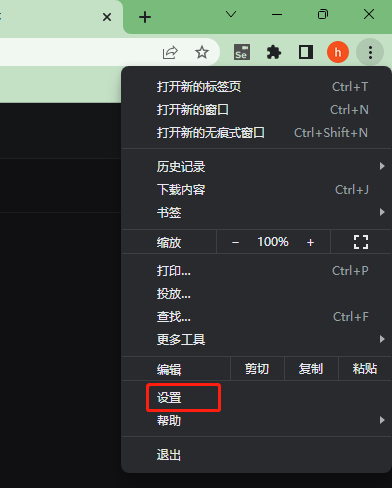 Se
h
打开新的标签页 Ctrl+T
打开新的窗口 Ctrl+N
打开新的无痕式窗口 Ctrl+Shift+N
历史记录
下载内容 Ctrl+J
书签
缩放 − 100% +
打印... Ctrl+P
投放...
查找... Ctrl+F
更多工具
编辑 剪切 复制 粘贴
设置
帮助
退出